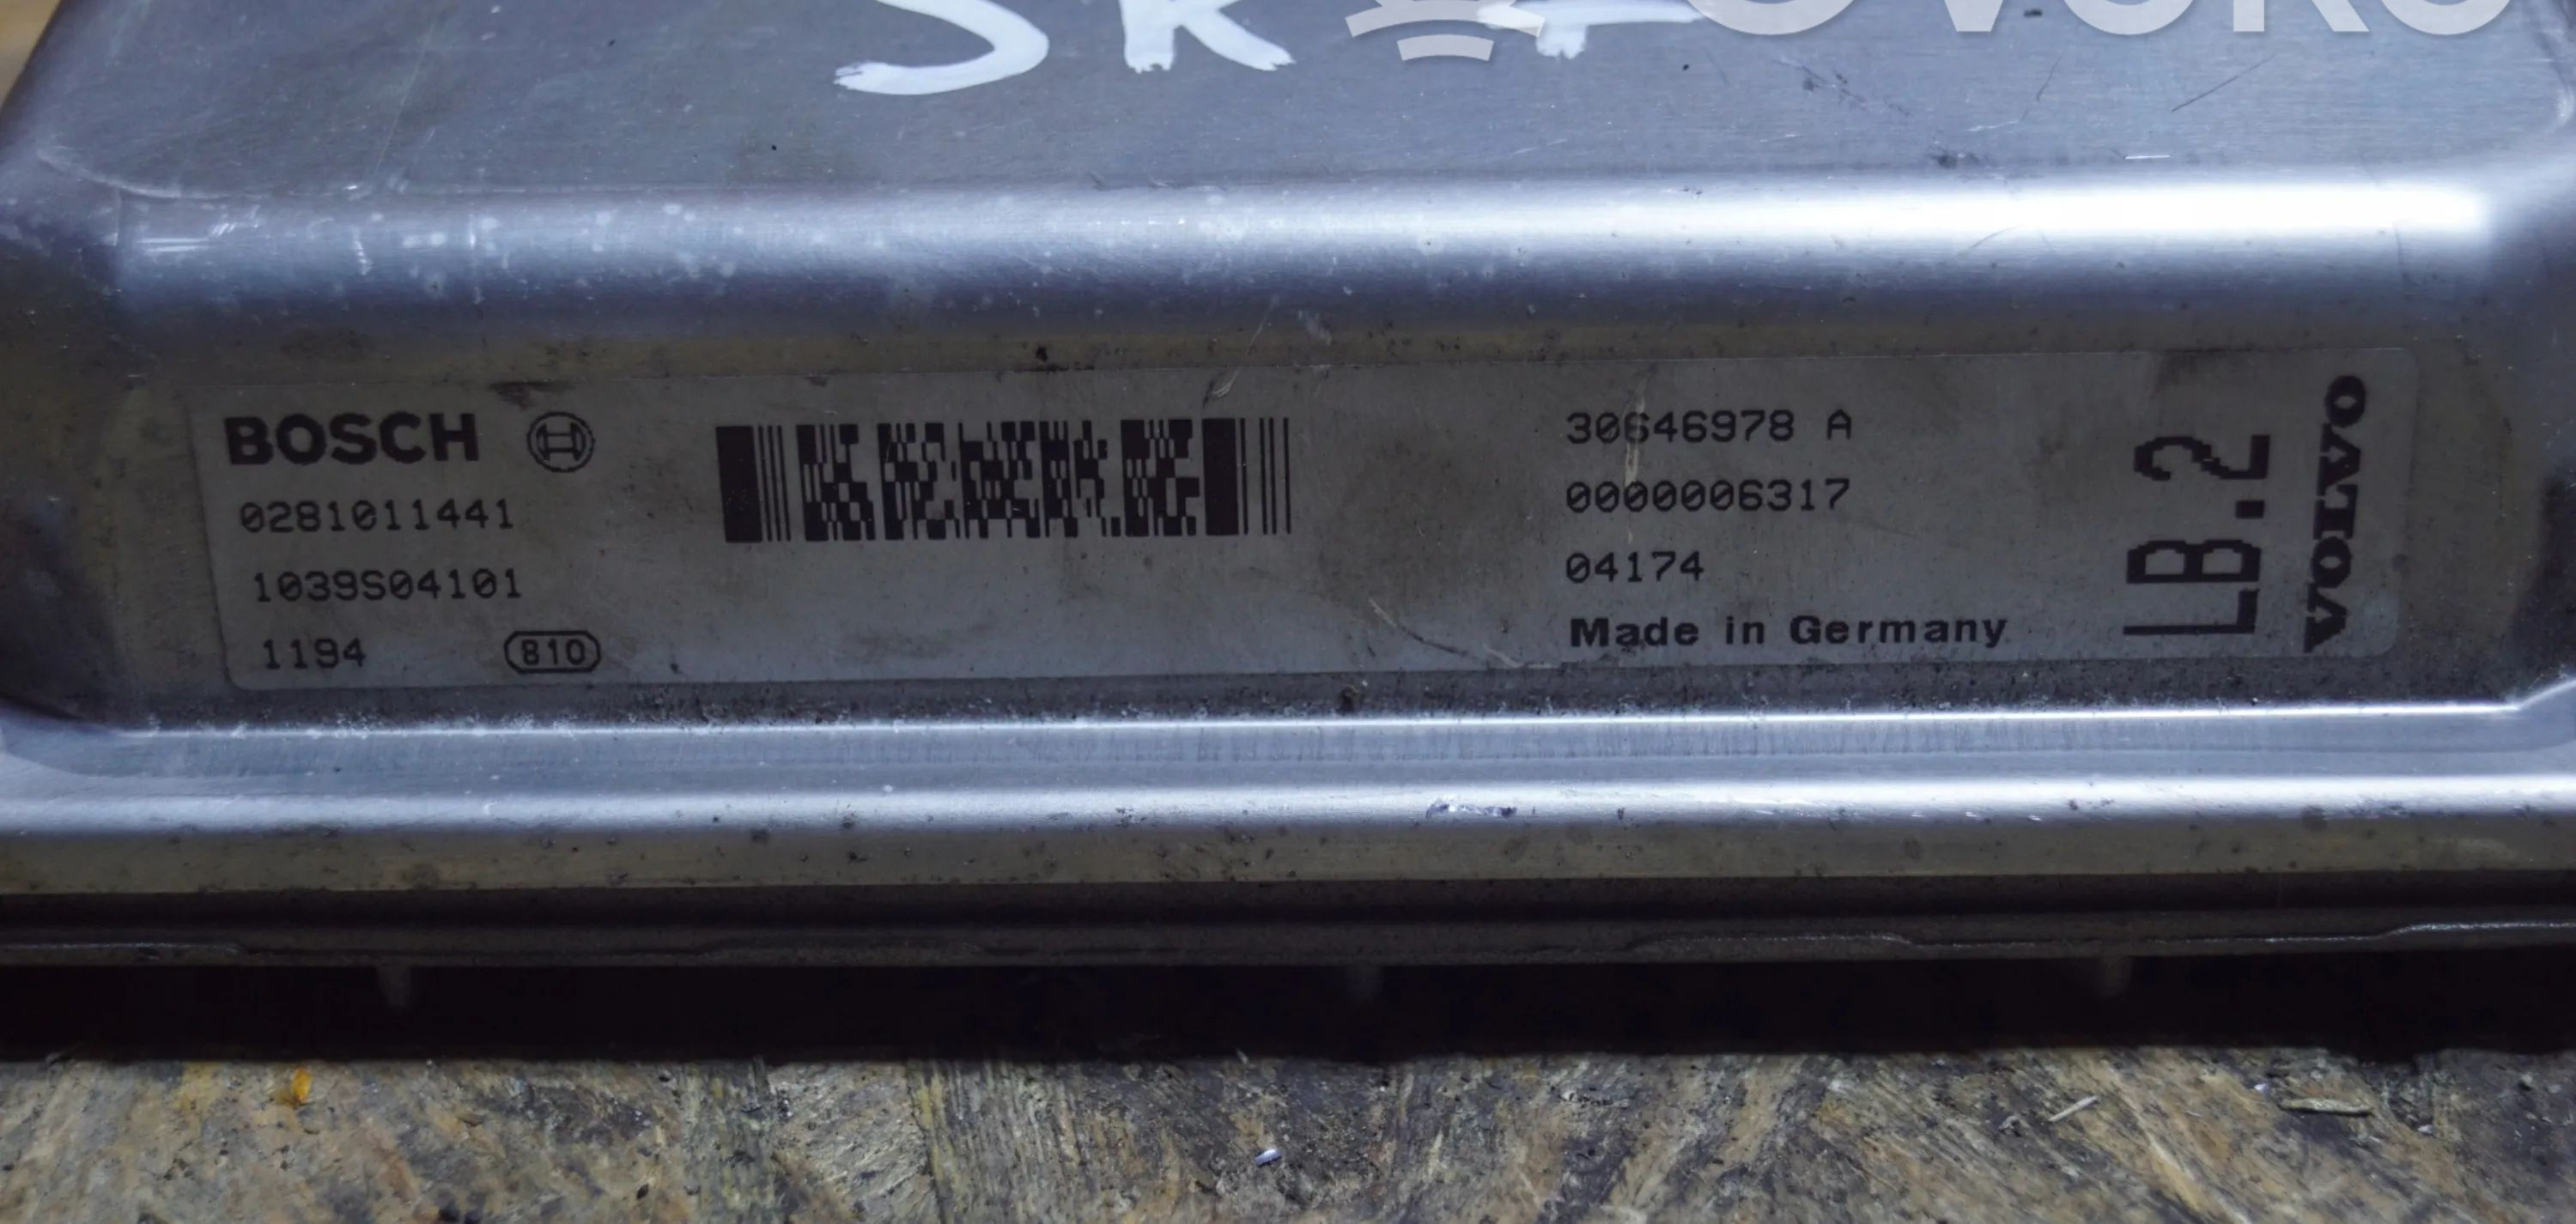 BOSCH
0281011441
1039S04101
1194 810
30646978 A
0000006317
04174
Made in Germany
LB.2
VOLVO